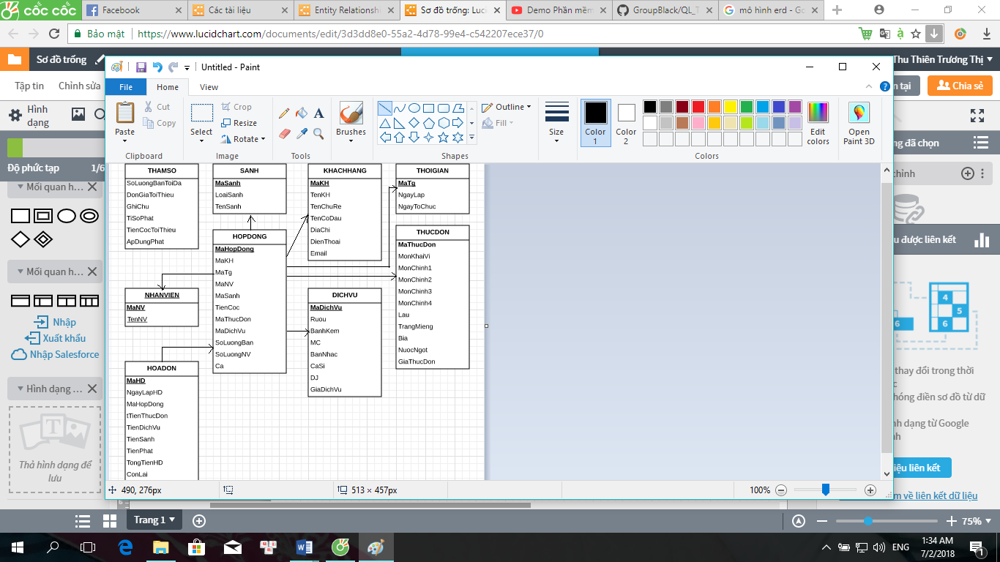 Facebook
Các tài liệu
Entity Relationsh
Sơ đồ trống: Luci
Demo Phần mềm
GroupBlack/QL_T
mô hình erd - Go
CỐC CỐC
Bảo mật
https://www.lucidchart.com/documents/edit/3d3dd8e0-55a2-4d78-99e4-c542207ece37/0
Sơ đồ trống
Thu Thiên Trương Thị
Tập tin
Chỉnh sửa
n tại
Chia sẻ
Hình dạng
Độ phức tạp
1/6
Mối quan h...
Mối quan h...
Nhập
Xuất khẩu
Nhập Salesforce
Hình dạng ...
T
Thả hình dạng để
lưu
Untitled - Paint
File
Home
View
Paste
Cut
Copy
Clipboard
Select
Crop
Resize
Rotate
Image
A
Tools
Brushes
Outline
Fill
Shapes
Size
Color
1
Color
2
Edit
colors
Open
Paint 3D
Colors
THAMSO
SoLuongBanToiDa
DonGiaToiThieu
GhiChu
TiSoPhat
TienCocToiThieu
ApDungPhat
SANH
MaSanh
LoaiSanh
TenSanh
KHACHHANG
MaKH
TenKH
TenChuRe
TenCoDau
DiaChi
DienThoai
Email
THOIGIAN
MaTg
NgayLap
NgayToChuc
HOPDONG
MaHopDong
MaKH
MaTg
MaNV
MaSanh
TienCoc
MaThucDon
MaDichVu
SoLuongBan
SoLuongNV
Ca
THUCDON
MaThucDon
MonKhaiVi
MonChinh1
MonChinh2
MonChinh3
MonChinh4
Lau
TrangMieng
Bia
NuocNgot
GiaThucDon
NHANVIEN
MaNV
TenNV
DICHVU
MaDichVu
Ruou
BanhKem
MC
BanNhac
CaSi
DJ
GiaDichVu
HOADON
MaHD
NgayLapHD
MaHopDong
tTienThucDon
TienDichVu
TienSanh
TienPhat
TongTienHD
ConLai
490, 276px
513 × 457px
100%
ng đã chọn
chỉnh
u được liên kết
4
5
6
6
thay đổi trong thời
c
hóng điền sơ đồ từ dữ
nh dạng từ Google
nh
liệu liên kết
m về liên kết dữ liệu
Trang 1
75%
ENG
1:34 AM
7/2/2018
1